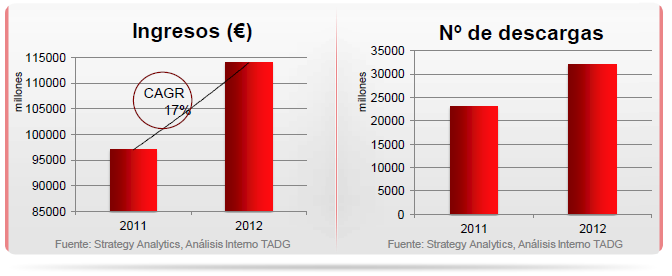 Ingresos (€)
115000
110000
105000
100000
95000
90000
85000
millones
CAGR
17%
2011
2012
Fuente: Strategy Analytics, Análisis Interno TADG
Nº de descargas
35000
30000
25000
20000
15000
10000
5000
0
millones
2011
2012
Fuente: Strategy Analytics, Análisis Interno TADG